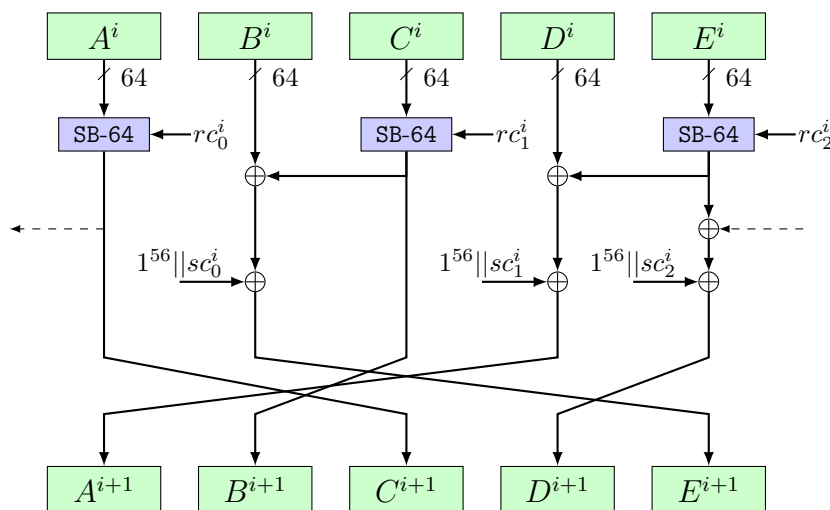 A^i B^i C^i D^i E^i
64 64 64 64 64
SB-64 rc_0^i SB-64 rc_1^i SB-64 rc_2^i
1^{56}||sc_0^i 1^{56}||sc_1^i 1^{56}||sc_2^i
A^{i+1} B^{i+1} C^{i+1} D^{i+1} E^{i+1}